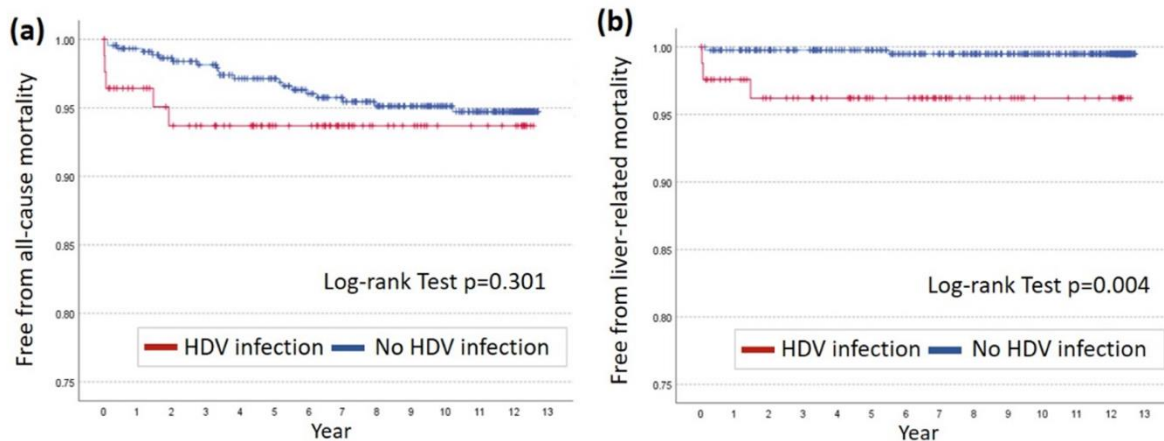 (a)
Free from all-cause mortality
1.00
0.95
0.90
0.85
0.80
0.75
Log-rank Test p=0.301
HDV infection No HDV infection
0 1 2 3 4 5 6 7 8 9 10 11 12 13
Year
(b)
Free from liver-related mortality
1.00
0.95
0.90
0.85
0.80
0.75
Log-rank Test p=0.004
HDV infection No HDV infection
0 1 2 3 4 5 6 7 8 9 10 11 12 13
Year